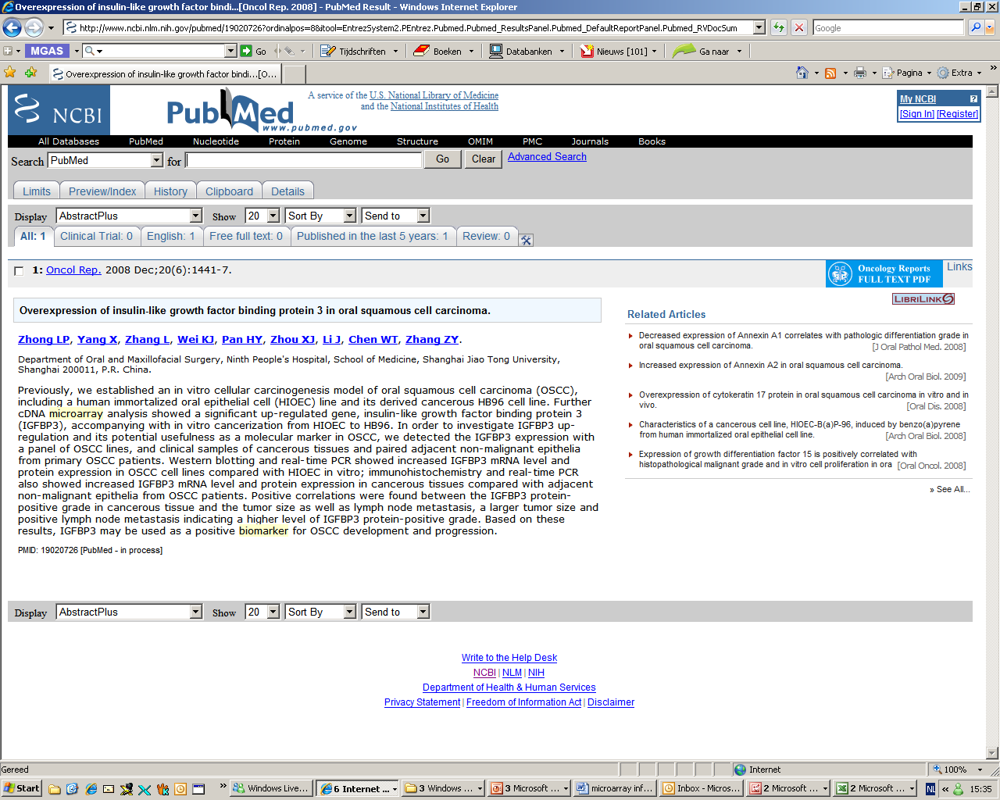 Overexpression of insulin-like growth factor bindi...[Oncol Rep. 2008] - PubMed Result - Windows Internet Explorer
http://www.ncbi.nlm.nih.gov/pubmed/19020726?ordinalpos=8&itool=EntrezSystem2.PEntrez.Pubmed.Pubmed_ResultsPanel.Pubmed_DefaultReportPanel.Pubmed_RVDocSum Google
MGAS Go Tijdschriften Boeken Databanken Nieuws [101] Ga naar
Overexpression of insulin-like growth factor bindi...[O... Pagina Extra »
NCBI PubMed www.pubmed.gov
A service of the U.S. National Library of Medicine
and the National Institutes of Health
My NCBI ?
[Sign In] [Register]
All Databases PubMed Nucleotide Protein Genome Structure OMIM PMC Journals Books
Search PubMed for Go Clear Advanced Search
Limits Preview/Index History Clipboard Details
Display AbstractPlus Show 20 Sort By Send to
All: 1 Clinical Trial: 0 English: 1 Free full text: 0 Published in the last 5 years: 1 Review: 0
1: Oncol Rep. 2008 Dec;20(6):1441-7.
Oncology Reports
FULL TEXT PDF
Links
LIBRILINKS
Overexpression of insulin-like growth factor binding protein 3 in oral squamous cell carcinoma.
Zhong LP, Yang X, Zhang L, Wei KJ, Pan HY, Zhou XJ, Li J, Chen WT, Zhang ZY.
Department of Oral and Maxillofacial Surgery, Ninth People's Hospital, School of Medicine, Shanghai Jiao Tong University,
Shanghai 200011, P.R. China.
Previously, we established an in vitro cellular carcinogenesis model of oral squamous cell carcinoma (OSCC),
including a human immortalized oral epithelial cell (HIOEC) line and its derived cancerous HB96 cell line. Further
cDNA microarray analysis showed a significant up-regulated gene, insulin-like growth factor binding protein 3
(IGFBP3), accompanying with in vitro cancerization from HIOEC to HB96. In order to investigate IGFBP3 up-
regulation and its potential usefulness as a molecular marker in OSCC, we detected the IGFBP3 expression with
a panel of OSCC lines, and clinical samples of cancerous tissues and paired adjacent non-malignant epithelia
from primary OSCC patients. Western blotting and real-time PCR showed increased IGFBP3 mRNA level and
protein expression in OSCC cell lines compared with HIOEC in vitro; immunohistochemistry and real-time PCR
also showed increased IGFBP3 mRNA level and protein expression in cancerous tissues compared with adjacent
non-malignant epithelia from OSCC patients. Positive correlations were found between the IGFBP3 protein-
positive grade in cancerous tissue and the tumor size as well as lymph node metastasis, a larger tumor size and
positive lymph node metastasis indicating a higher level of IGFBP3 protein-positive grade. Based on these
results, IGFBP3 may be used as a positive biomarker for OSCC development and progression.
PMID: 19020726 [PubMed - in process]
Related Articles
Decreased expression of Annexin A1 correlates with pathologic differentiation grade in
oral squamous cell carcinoma. [J Oral Pathol Med. 2008]
Increased expression of Annexin A2 in oral squamous cell carcinoma.
[Arch Oral Biol. 2009]
Overexpression of cytokeratin 17 protein in oral squamous cell carcinoma in vitro and in
vivo. [Oral Dis. 2008]
Characteristics of a cancerous cell line, HIOEC-B(a)P-96, induced by benzo(a)pyrene
from human immortalized oral epithelial cell line. [Arch Oral Biol. 2008]
Expression of growth differentiation factor 15 is positively correlated with
histopathological malignant grade and in vitro cell proliferation in ora [Oral Oncol. 2008]
» See All...
Display AbstractPlus Show 20 Sort By Send to
Write to the Help Desk
NCBI | NLM | NIH
Department of Health & Human Services
Privacy Statement | Freedom of Information Act | Disclaimer
Gereed Internet 100%
Start » Windows Live... 6 Internet ... 3 Windows ... 3 Microsoft ... microarray inf... Inbox - Micros... 2 Microsoft ... 2 Microsoft ... NL « 15:35